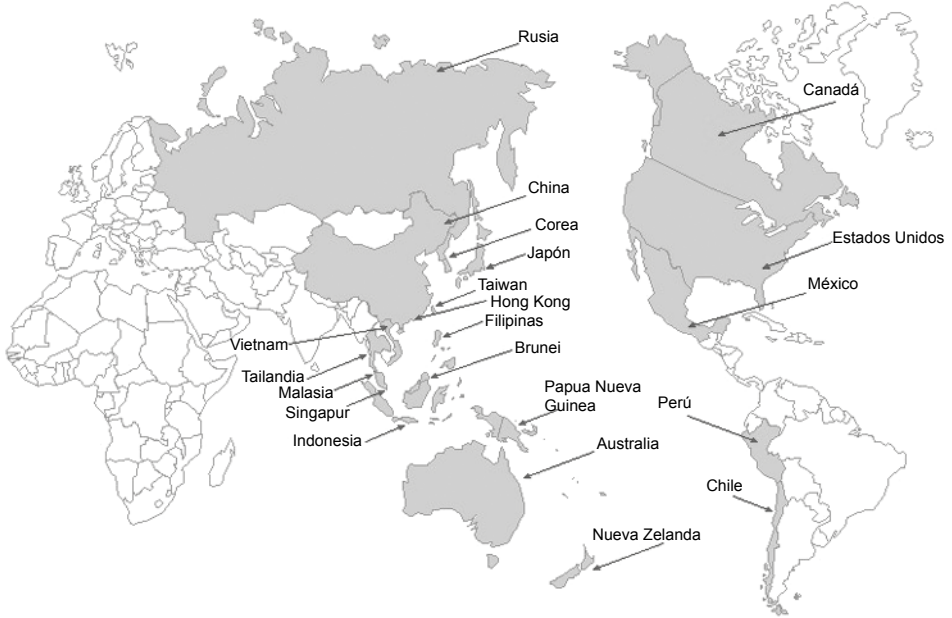 Rusia
Canadá
China
Corea
Estados Unidos
Japón
Taiwan
México
Hong Kong
Filipinas
Vietnam
Brunei
Tailandia
Malasia
Singapur
Papua Nueva
Guinea
Perú
Indonesia
Australia
Chile
Nueva Zelanda